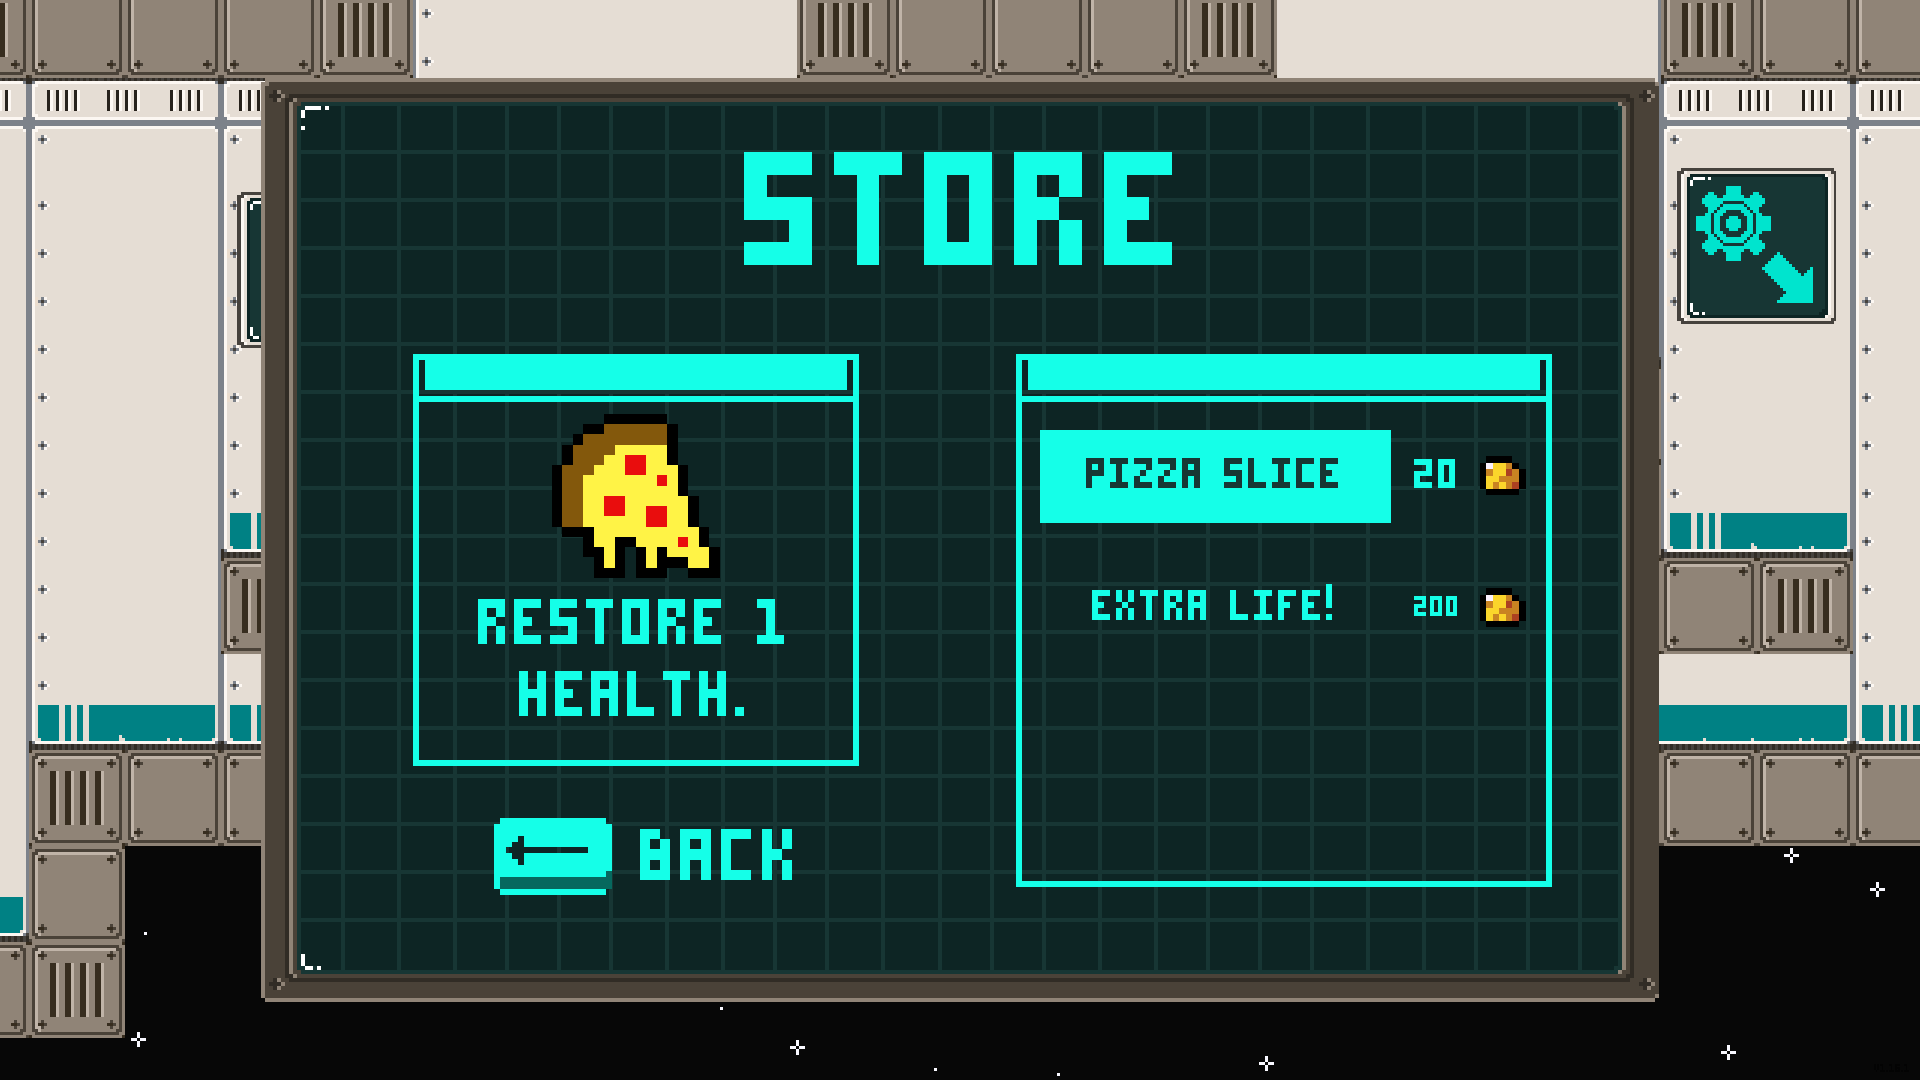 STORE
RESTORE 1
HEALTH.
PIZZA SLICE 20
EXTRA LIFE! 200
BACK